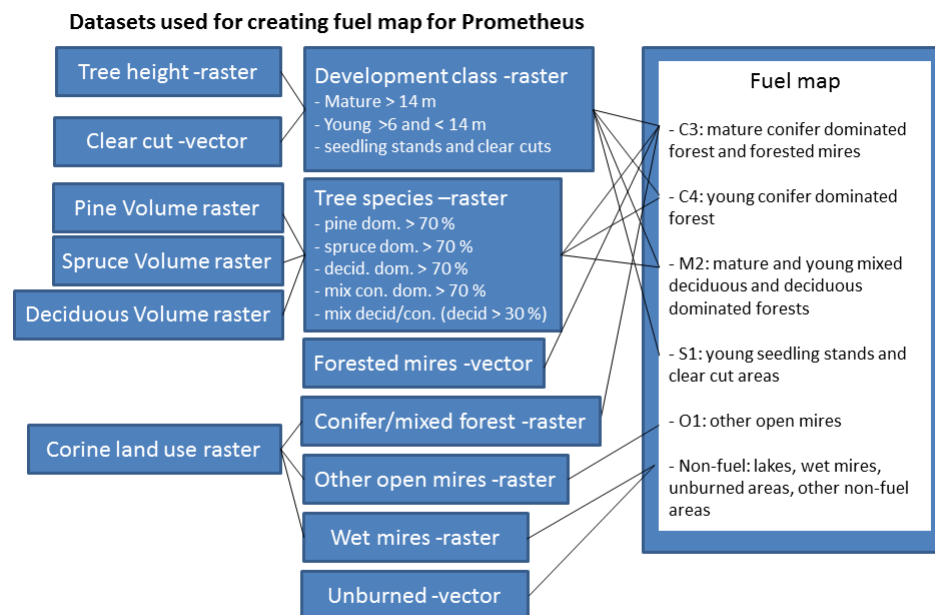 Datasets used for creating fuel map for Prometheus
Tree height -raster
Clear cut -vector
Pine Volume raster
Spruce Volume raster
Deciduous Volume raster
Corine land use raster
Development class -raster
- Mature > 14 m
- Young >6 and < 14 m
- seedling stands and clear cuts
Tree species –raster
- pine dom. > 70 %
- spruce dom. > 70 %
- decid. dom. > 70 %
- mix con. dom. > 70 %
- mix decid/con. (decid > 30 %)
Forested mires -vector
Conifer/mixed forest -raster
Other open mires -raster
Wet mires -raster
Unburned -vector
Fuel map
- C3: mature conifer dominated
forest and forested mires
- C4: young conifer dominated
forest
- M2: mature and young mixed
deciduous and deciduous
dominated forests
- S1: young seedling stands and
clear cut areas
- O1: other open mires
- Non-fuel: lakes, wet mires,
unburned areas, other non-fuel
areas